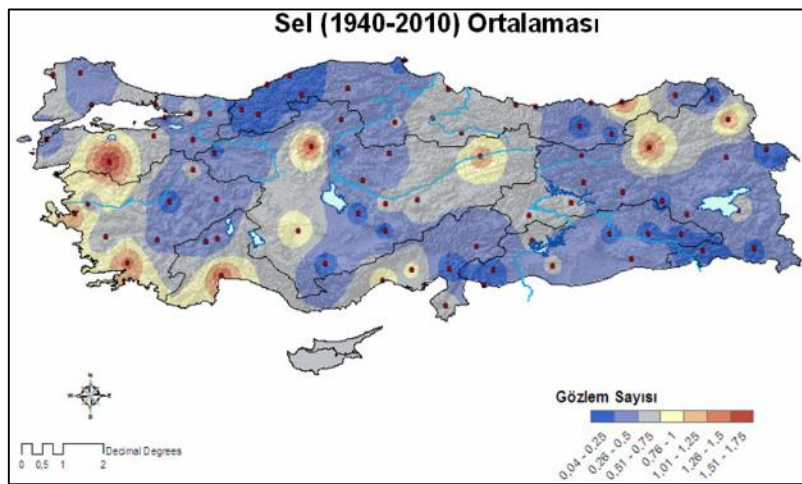 Sel (1940-2010) Ortalaması
N
W E
S
Decimal Degrees
0 0,5 1 2
Gözlem Sayısı
0,04 - 0,25
0,26 - 0,5
0,51 - 0,75
0,76 - 1
1,01 - 1,25
1,26 - 1,5
1,51 - 1,75